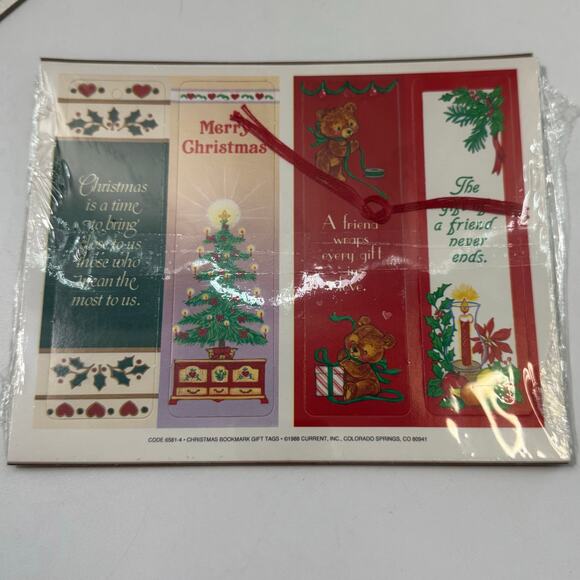 Christmas
is a time
to bring
close to us
those who
mean the
most to us.
Merry
Christmas
A friend
wraps
every gift
in
love.
The
a friend
never
ends.
CODE 6581-4 • CHRISTMAS BOOKMARK GIFT TAGS • ©1988 CURRENT, INC., COLORADO SPRINGS, CO 80941